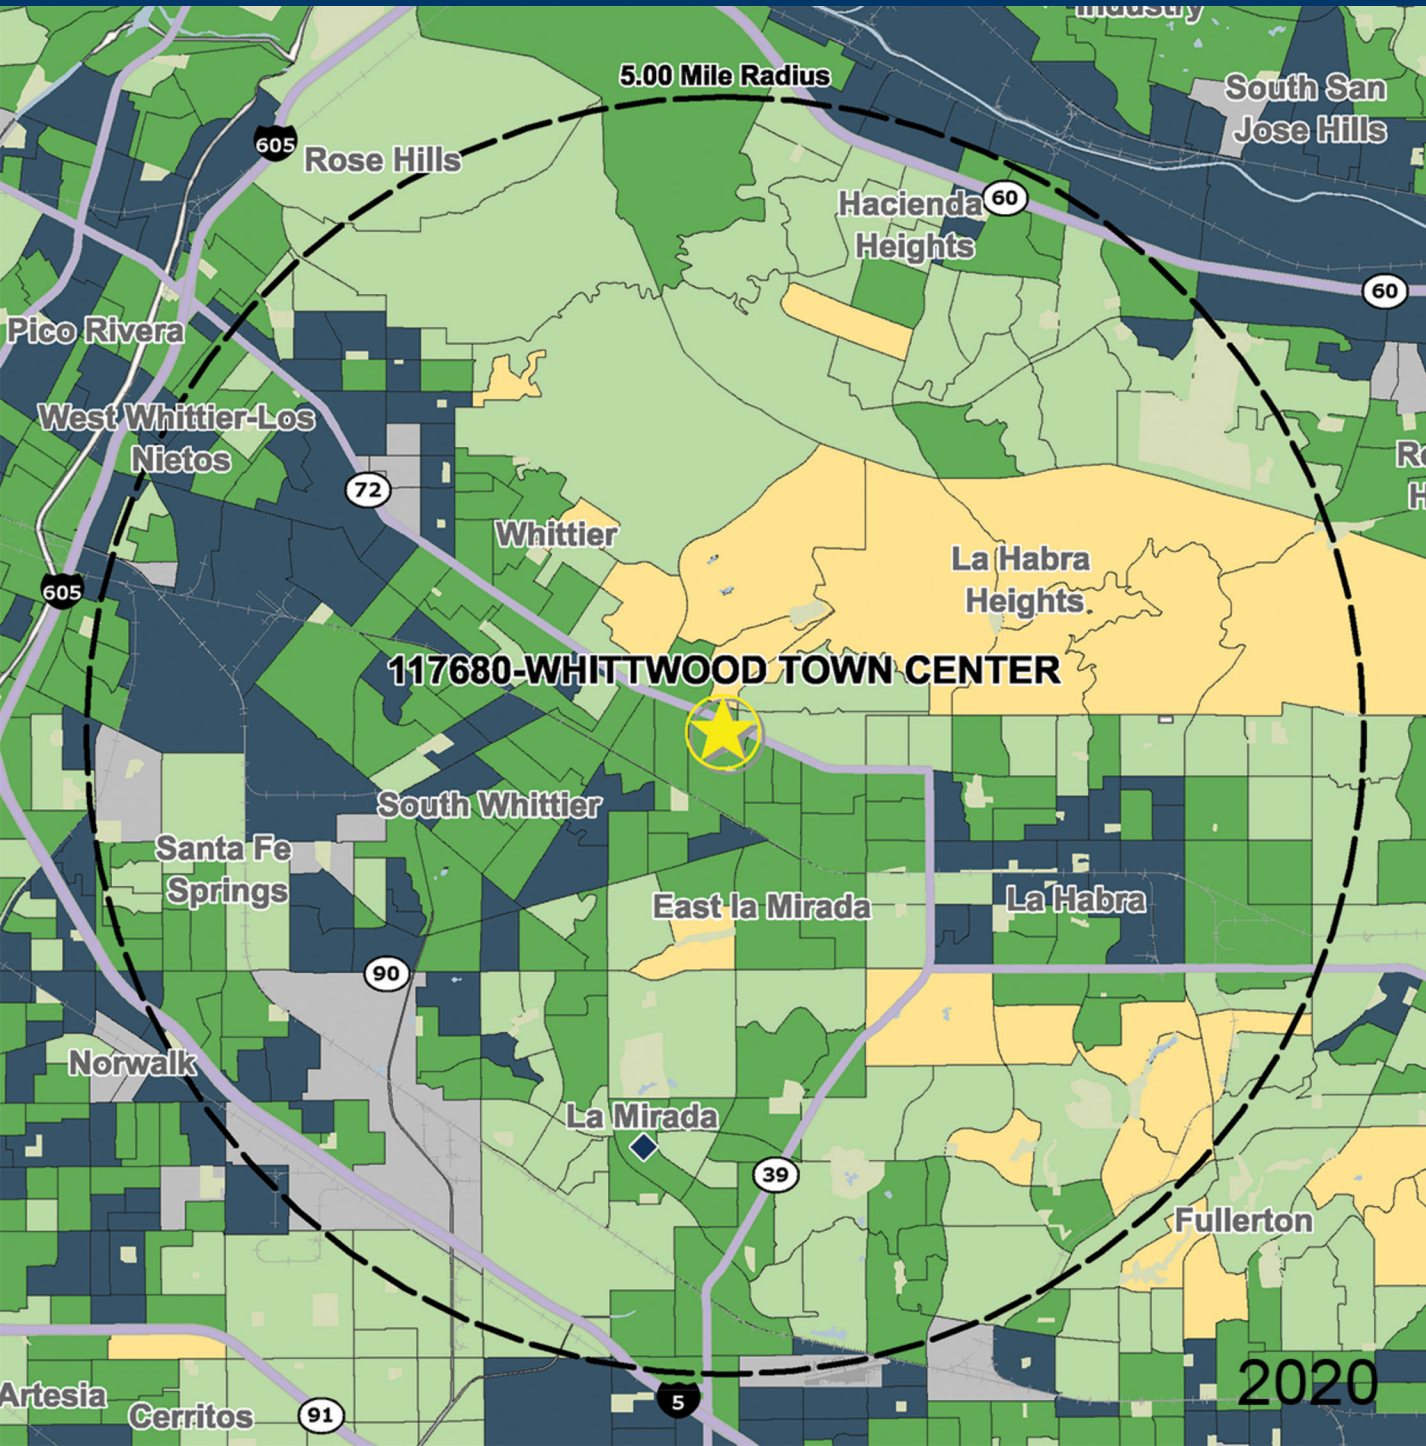 Industry
5.00 Mile Radius
South San
Jose Hills
605
Rose Hills
60
Hacienda
Heights
60
Pico Rivera
West Whittier-Los
Nietos
72
Whittier
La Habra
Heights
605
117680-WHITTWOOD TOWN CENTER
South Whittier
Santa Fe
Springs
East la Mirada
La Habra
90
Norwalk
La Mirada
39
Fullerton
2020
Artesia
Cerritos
91
5